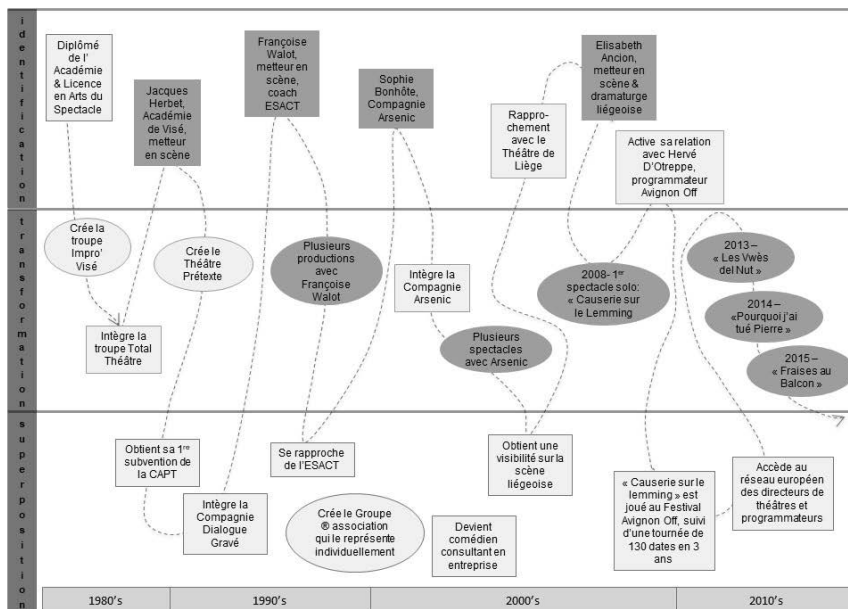 identification
Diplômé
de l'
Académie
& Licence
en Arts du
Spectacle
Jacques
Herbet,
Académie
de Visé,
metteur
en scène
Françoise
Walot,
metteur en
scène,
coach
ESACT
Sophie
Bonhôte,
Compagnie
Arsenic
Rappro-
chement
avec le
Théâtre de
Liège
Elisabeth
Ancion,
metteur en
scène &
dramaturge
liégeoise
Active sa relation
avec Hervé
D'Otreppe,
programmateur
Avignon Off
transformation
Crée la
troupe
Impro'
Visé
Intègre la
troupe Total
Théâtre
Crée le
Théâtre
Prétexte
Plusieurs
productions
avec
Françoise
Walot
Intègre la
Compagnie
Arsenic
Plusieurs
spectacles
avec Arsenic
2008- 1er
spectacle solo:
« Causerie sur
le Lemming
2013 –
« Les Vwès
del Nut »
2014 –
«Pourquoi j'ai
tué Pierre »
2015 –
« Fraises au
Balcon »
superposition
Obtient sa 1re
subvention de
la CAPT
Intègre la
Compagnie
Dialogue
Gravé
Se rapproche
de l'ESACT
Crée le Groupe
® association
qui le représente
individuellement
Devient
comédien
consultant en
entreprise
Obtient une
visibilité sur la
scène
liégeoise
« Causerie sur le
lemming » est
joué au Festival
Avignon Off, suivi
d'une tournée de
130 dates en 3
ans
Accède au
réseau européen
des directeurs de
théâtres et
programmateurs
1980's
1990's
2000's
2010's